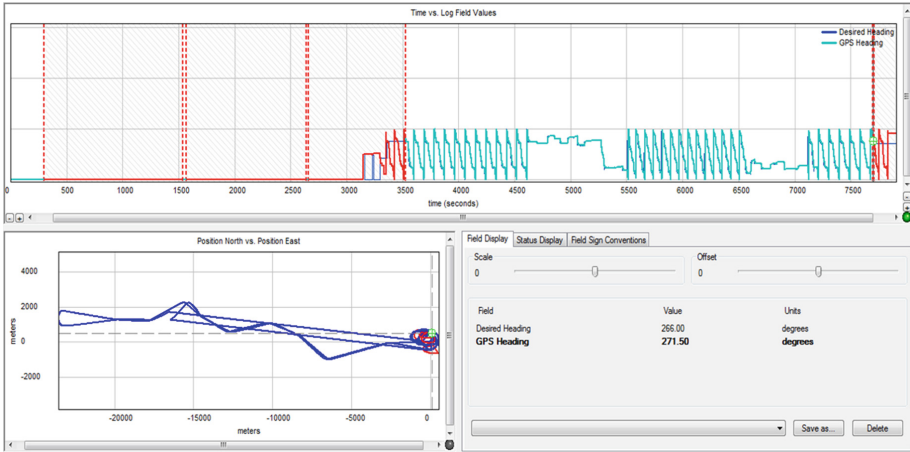 Time vs. Log Field Values
Desired Heading
GPS Heading
0 500 1000 1500 2000 2500 3000 3500 4000 4500 5000 5500 6000 6500 7000 7500
time (seconds)
Position North vs. Position East
4000
2000
0
-2000
meters
-20000 -15000 -10000 -5000 0
meters
Field Display Status Display Field Sign Conventions
Scale Offset
0 0
Field Value Units
Desired Heading 266.00 degrees
GPS Heading 271.50 degrees
Save as... Delete